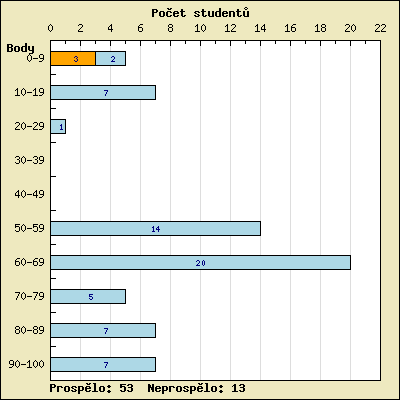 Počet studentů
0 2 4 6 8 10 12 14 16 18 20 22
Body
0-9 3 2
10-19 7
20-29 1
30-39
40-49
50-59 14
60-69 20
70-79 5
80-89 7
90-100 7
Prospělo: 53 Neprospělo: 13